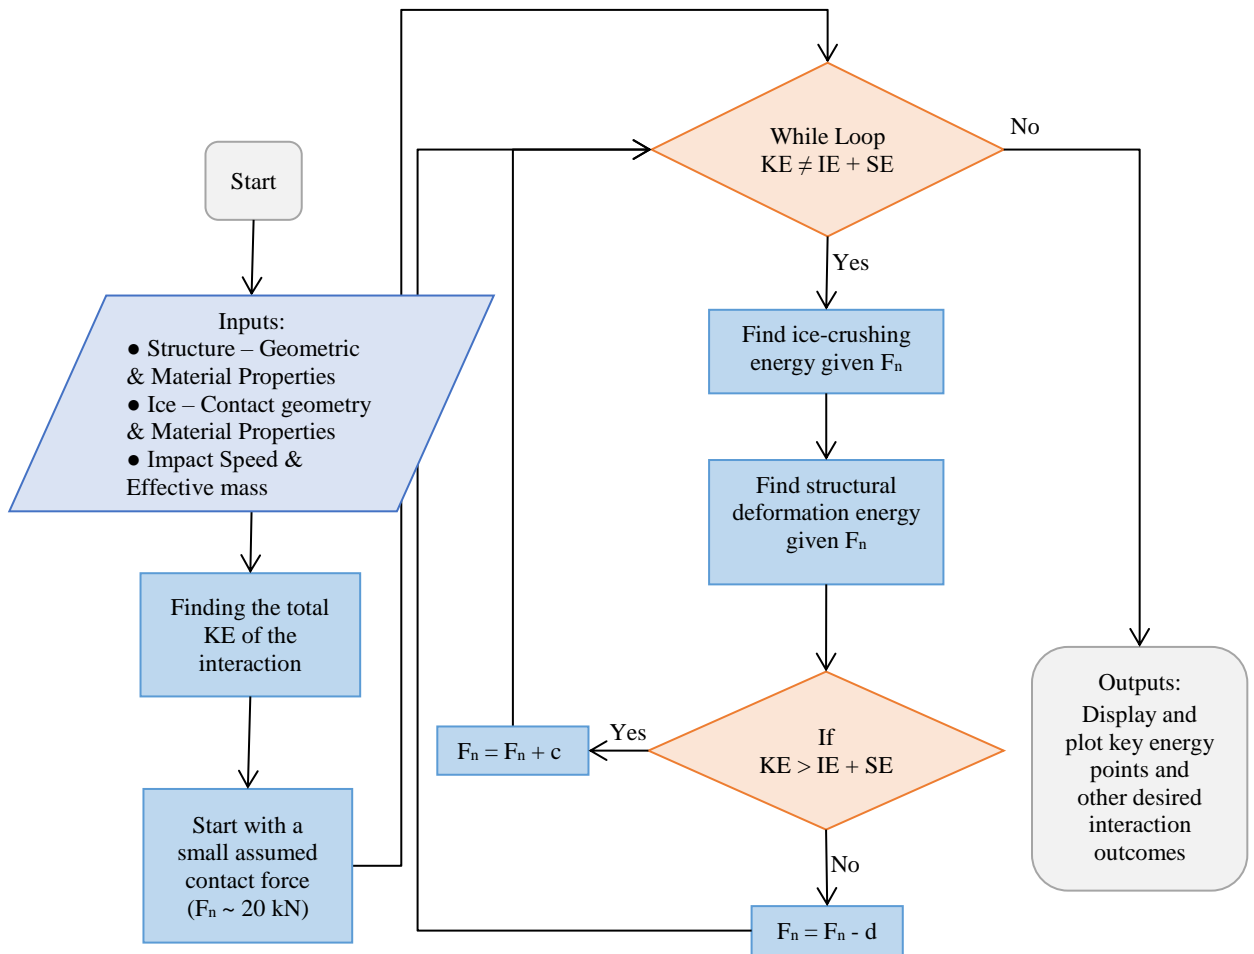 Start
Inputs:
● Structure – Geometric
& Material Properties
● Ice – Contact geometry
& Material Properties
● Impact Speed &
Effective mass
Finding the total
KE of the
interaction
Start with a
small assumed
contact force
(Fₙ ~ 20 kN)
While Loop
KE ≠ IE + SE
No
Yes
Find ice-crushing
energy given Fₙ
Find structural
deformation energy
given Fₙ
If
KE > IE + SE
Yes
Fₙ = Fₙ + c
No
Fₙ = Fₙ - d
Outputs:
Display and
plot key energy
points and
other desired
interaction
outcomes